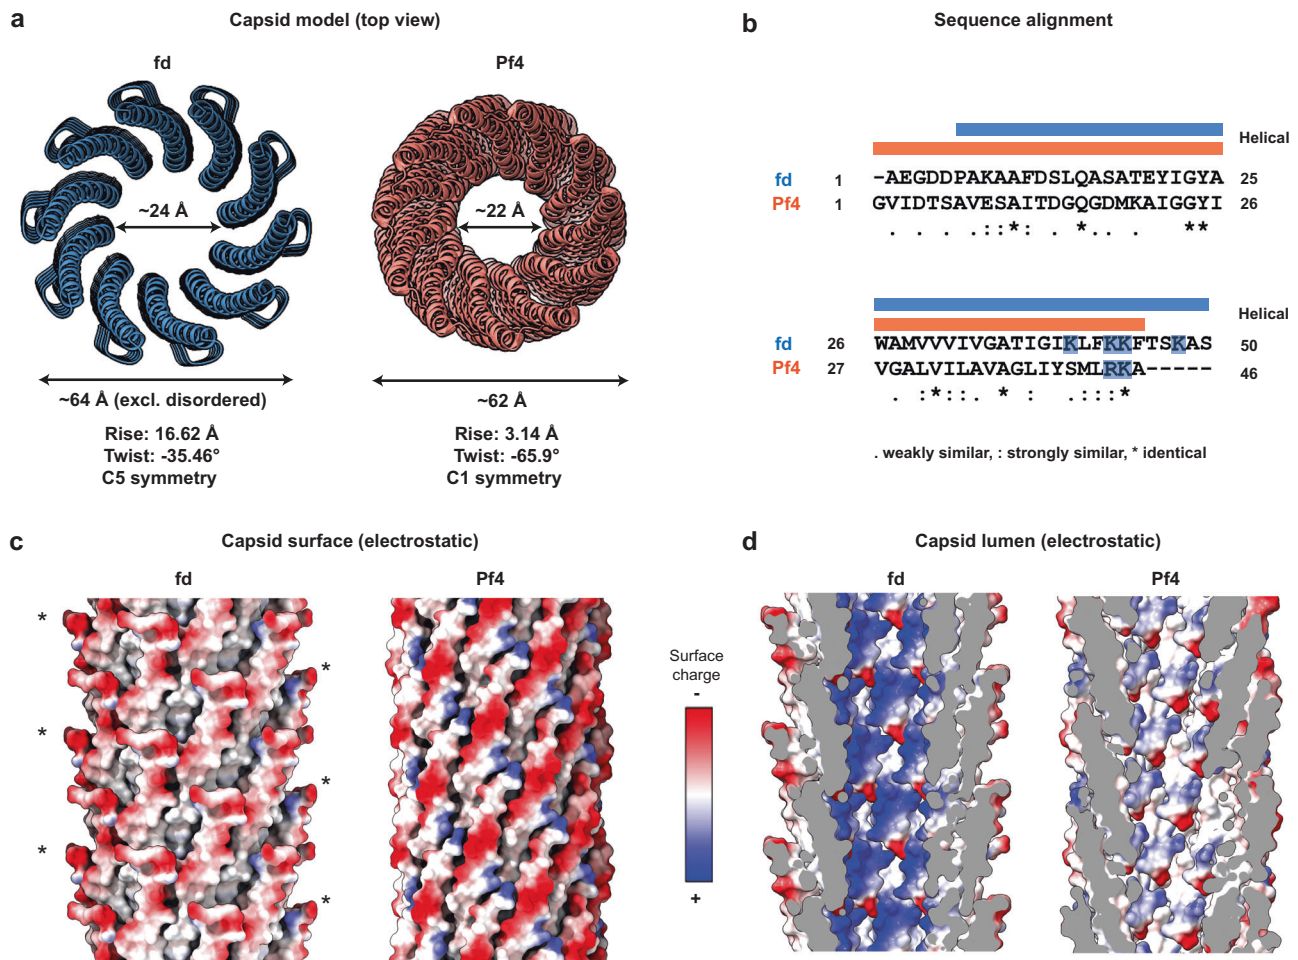 a
Capsid model (top view)
fd
Pf4
~24 Å
~22 Å
~64 Å (excl. disordered)
~62 Å
Rise: 16.62 Å
Twist: -35.46°
C5 symmetry
Rise: 3.14 Å
Twist: -65.9°
C1 symmetry
b
Sequence alignment
Helical
fd 1 -AEGDDPAKAAFDSLQASATEYIGYA 25
Pf4 1 GVIDTSAVESAITDGQGDMKAIGGYI 26
. . . . ::*: . *.. . **
Helical
fd 26 WAMVVVIVGATIGIKLFKKFTSKAS 50
Pf4 27 VGALVILAVAGLIYSMLRKA----- 46
. :*::. * : .:::*
. weakly similar, : strongly similar, * identical
c
Capsid surface (electrostatic)
fd
Pf4
*
*
*
*
*
*
Surface
charge
-
+
d
Capsid lumen (electrostatic)
fd
Pf4